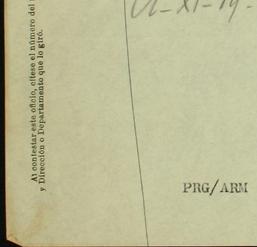 Al contestar este oficio, cítese el número del
y Dirección o Departamento que lo giró.
PRG/ARM